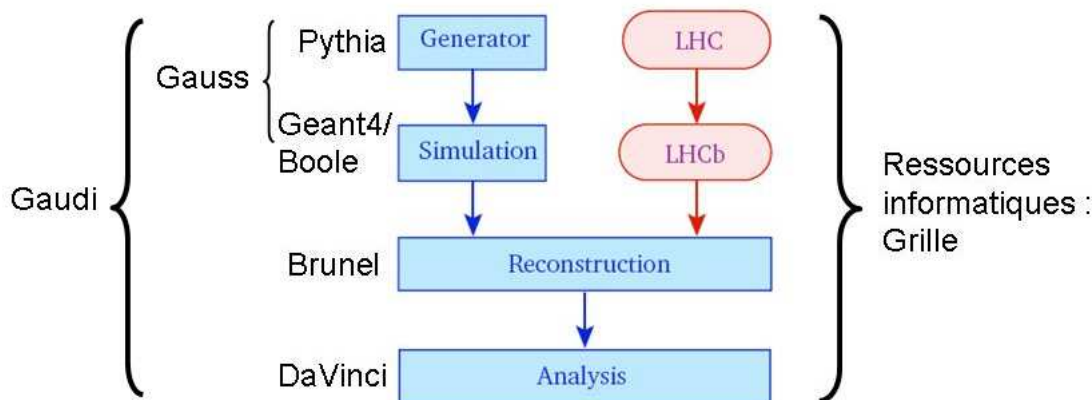 Pythia
Generator
LHC
Gauss
Geant4/
Boole
Simulation
LHCb
Gaudi
Ressources
informatiques :
Grille
Brunel
Reconstruction
DaVinci
Analysis